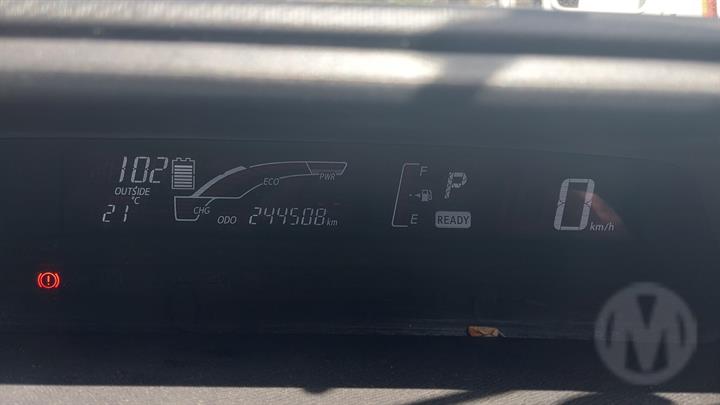 102
OUTSIDE
°C
21
CHG
ECO
PWR
ODO 244508 km
F
E
P
READY
0 km/h
M